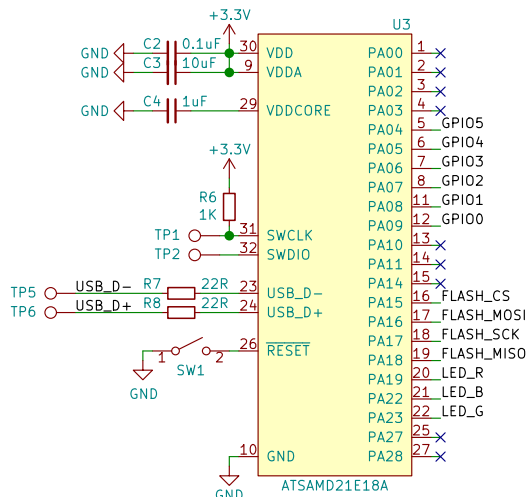 +3.3V
U3
GND C2 0.1uF 30 VDD PA00 1
GND C3 10uF 9 VDDA PA01 2
PA02 3
GND C4 1uF 29 VDDCORE PA03 4
PA04 5 GPIO5
PA05 6 GPIO4
+3.3V
PA06 7 GPIO3
PA07 8 GPIO2
R6 1K
PA08 11 GPIO1
PA09 12 GPIO0
TP1 31 SWCLK PA10 13
TP2 32 SWDIO PA11 14
PA14 15
TP5 USB_D- R7 22R 23 USB_D- PA15 16 FLASH_CS
TP6 USB_D+ R8 22R 24 USB_D+ PA16 17 FLASH_MOSI
PA17 18 FLASH_SCK
1 SW1 2 26 RESET PA18 19 FLASH_MISO
GND
PA19 20 LED_R
PA22 21 LED_B
PA23 22 LED_G
PA27 25
10 GND PA28 27
GND
ATSAMD21E18A